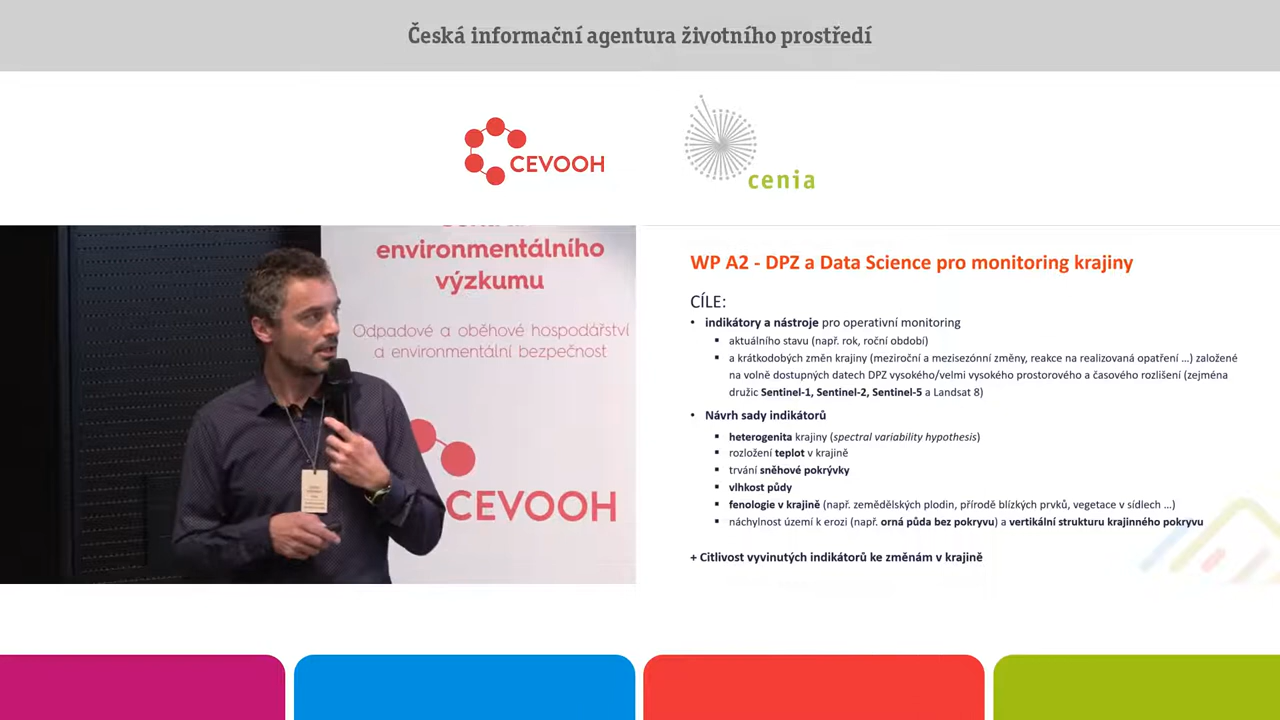 Česká informační agentura životního prostředí
CEVOOH
cenia
environmentálního
výzkumu
Odpadové a oběhové hospodářství
a environmentální bezpečnost
CEVOOH
WP A2 - DPZ a Data Science pro monitoring krajiny
CÍLE:
• indikátory a nástroje pro operativní monitoring
▪ aktuálního stavu (např. rok, roční období)
▪ a krátkodobých změn krajiny (meziroční a mezisezónní změny, reakce na realizovaná opatření ...) založené
na volně dostupných datech DPZ vysokého/velmi vysokého prostorového a časového rozlišení (zejména
družic Sentinel-1, Sentinel-2, Sentinel-5 a Landsat 8)
• Návrh sady indikátorů
▪ heterogenita krajiny (spectral variability hypothesis)
▪ rozložení teplot v krajině
▪ trvání sněhové pokrývky
▪ vlhkost půdy
▪ fenologie v krajině (např. zemědělských plodin, přírodě blízkých prvků, vegetace v sídlech ...)
▪ náchylnost území k erozi (např. orná půda bez pokryvu) a vertikální strukturu krajinného pokryvu
+ Citlivost vyvinutých indikátorů ke změnám v krajině